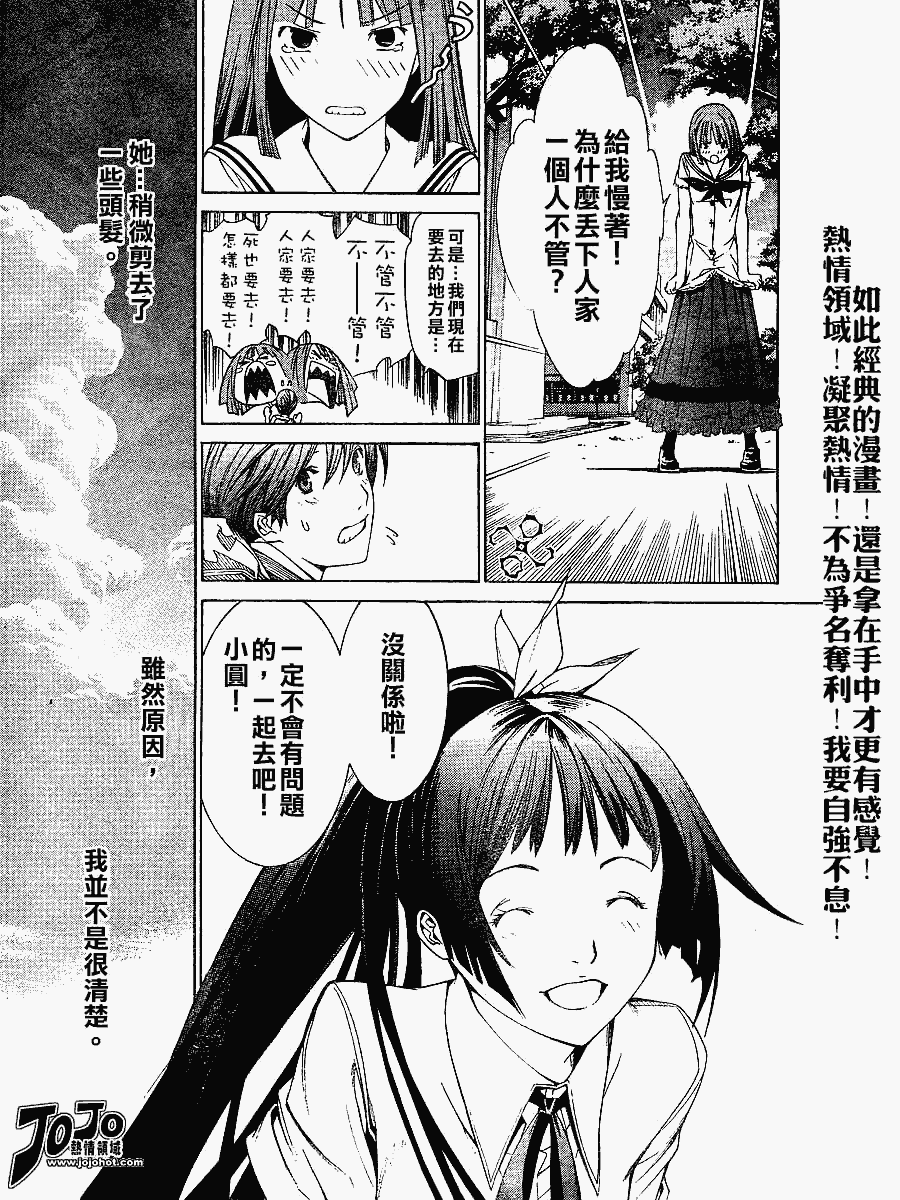 如此經典的漫畫！還是拿在手中才更有感覺！
熱情領域！凝聚熱情！不為爭名奪利！我要自強不息！
給我慢著！
為什麼丟下人家
一個人不管？
可是…我們現在
要去的地方是…
不管不管！
不——
人家要去！
人家要去！
死也要去！
怎樣都要去！
沒關係啦！
一定不會有問題
的，一起去吧！
小圓！
她…稍微剪去了
一些頭髮。
雖然原因，
我並不是很清楚。
JOJO
熱情領域
www.jojohot.com